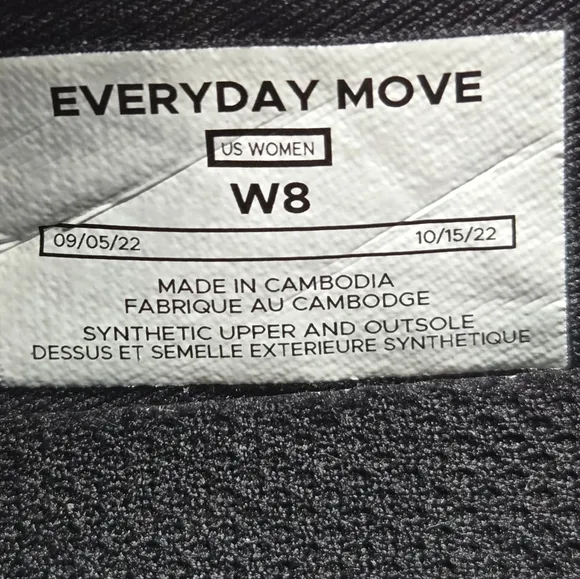 EVERYDAY MOVE
US WOMEN
W8
09/05/22 10/15/22
MADE IN CAMBODIA
FABRIQUE AU CAMBODGE
SYNTHETIC UPPER AND OUTSOLE
DESSUS ET SEMELLE EXTERIEURE SYNTHETIQUE